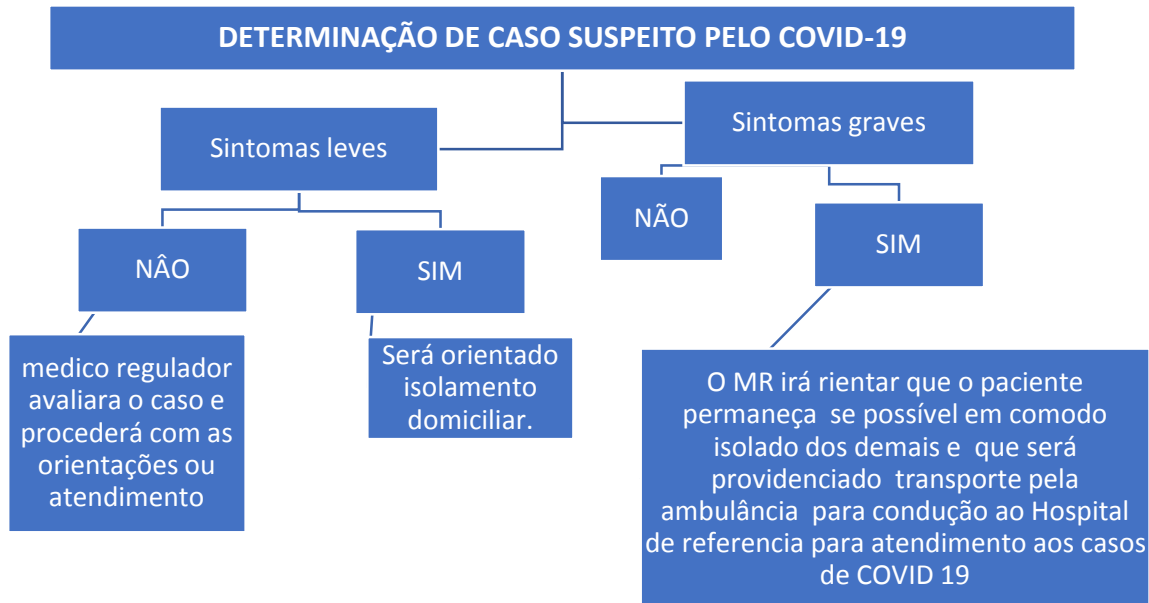 DETERMINAÇÃO DE CASO SUSPEITO PELO COVID-19
Sintomas leves
Sintomas graves
NÂO
SIM
NÃO
SIM
medico regulador
avaliara o caso e
procederá com as
orientações ou
atendimento
Será orientado
isolamento
domiciliar.
O MR irá rientar que o paciente
permaneça se possível em comodo
isolado dos demais e que será
providenciado transporte pela
ambulância para condução ao Hospital
de referencia para atendimento aos casos
de COVID 19